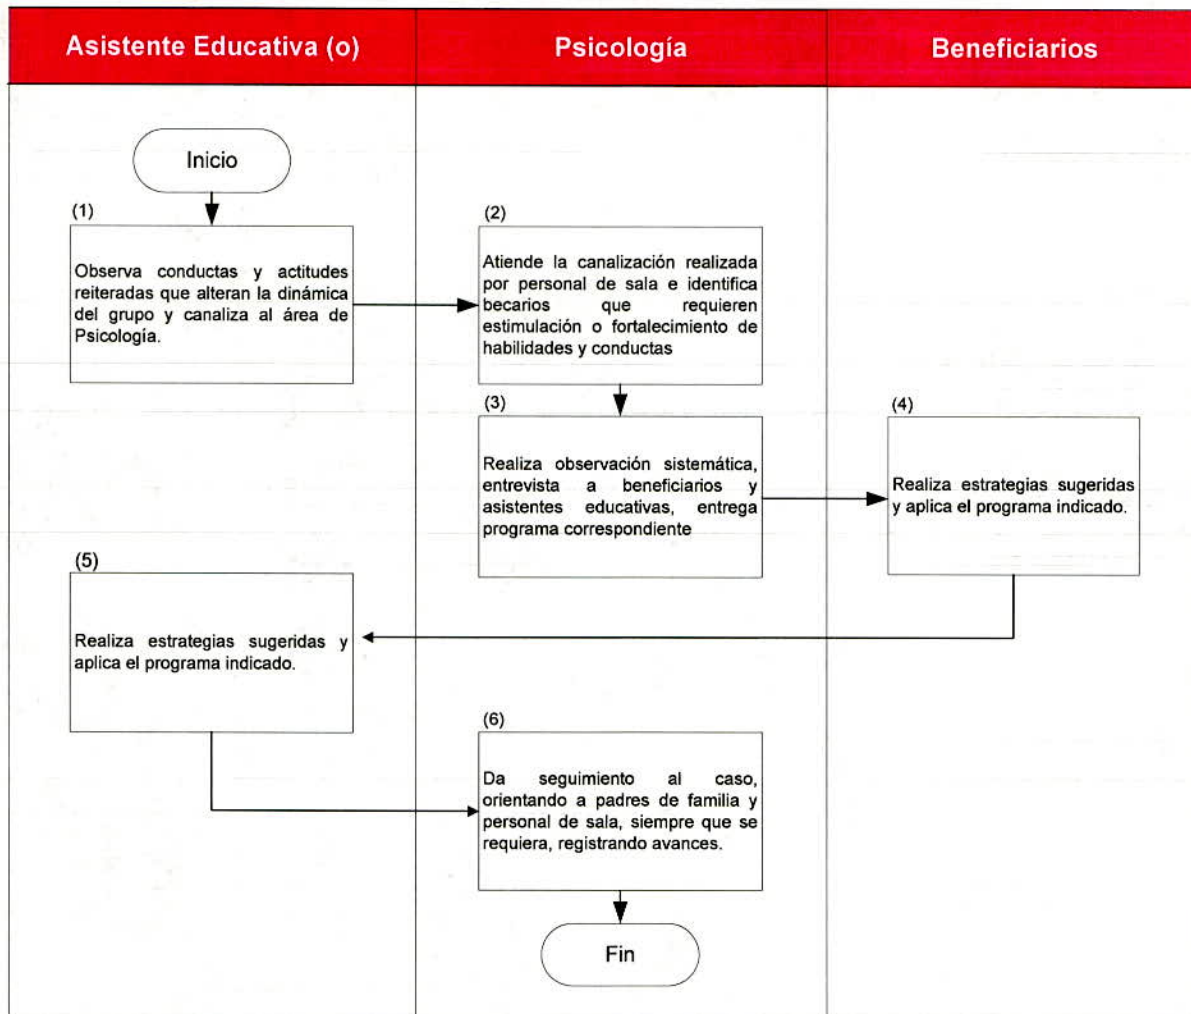 Asistente Educativa (o)
Psicología
Beneficiarios
Inicio
(1)
Observa conductas y actitudes
reiteradas que alteran la dinámica
del grupo y canaliza al área de
Psicología.
(2)
Atiende la canalización realizada
por personal de sala e identifica
becarios que requieren
estimulación o fortalecimiento de
habilidades y conductas
(3)
Realiza observación sistemática,
entrevista a beneficiarios y
asistentes educativas, entrega
programa correspondiente
(4)
Realiza estrategias sugeridas
y aplica el programa indicado.
(5)
Realiza estrategias sugeridas y
aplica el programa indicado.
(6)
Da seguimiento al caso,
orientando a padres de familia y
personal de sala, siempre que se
requiera, registrando avances.
Fin